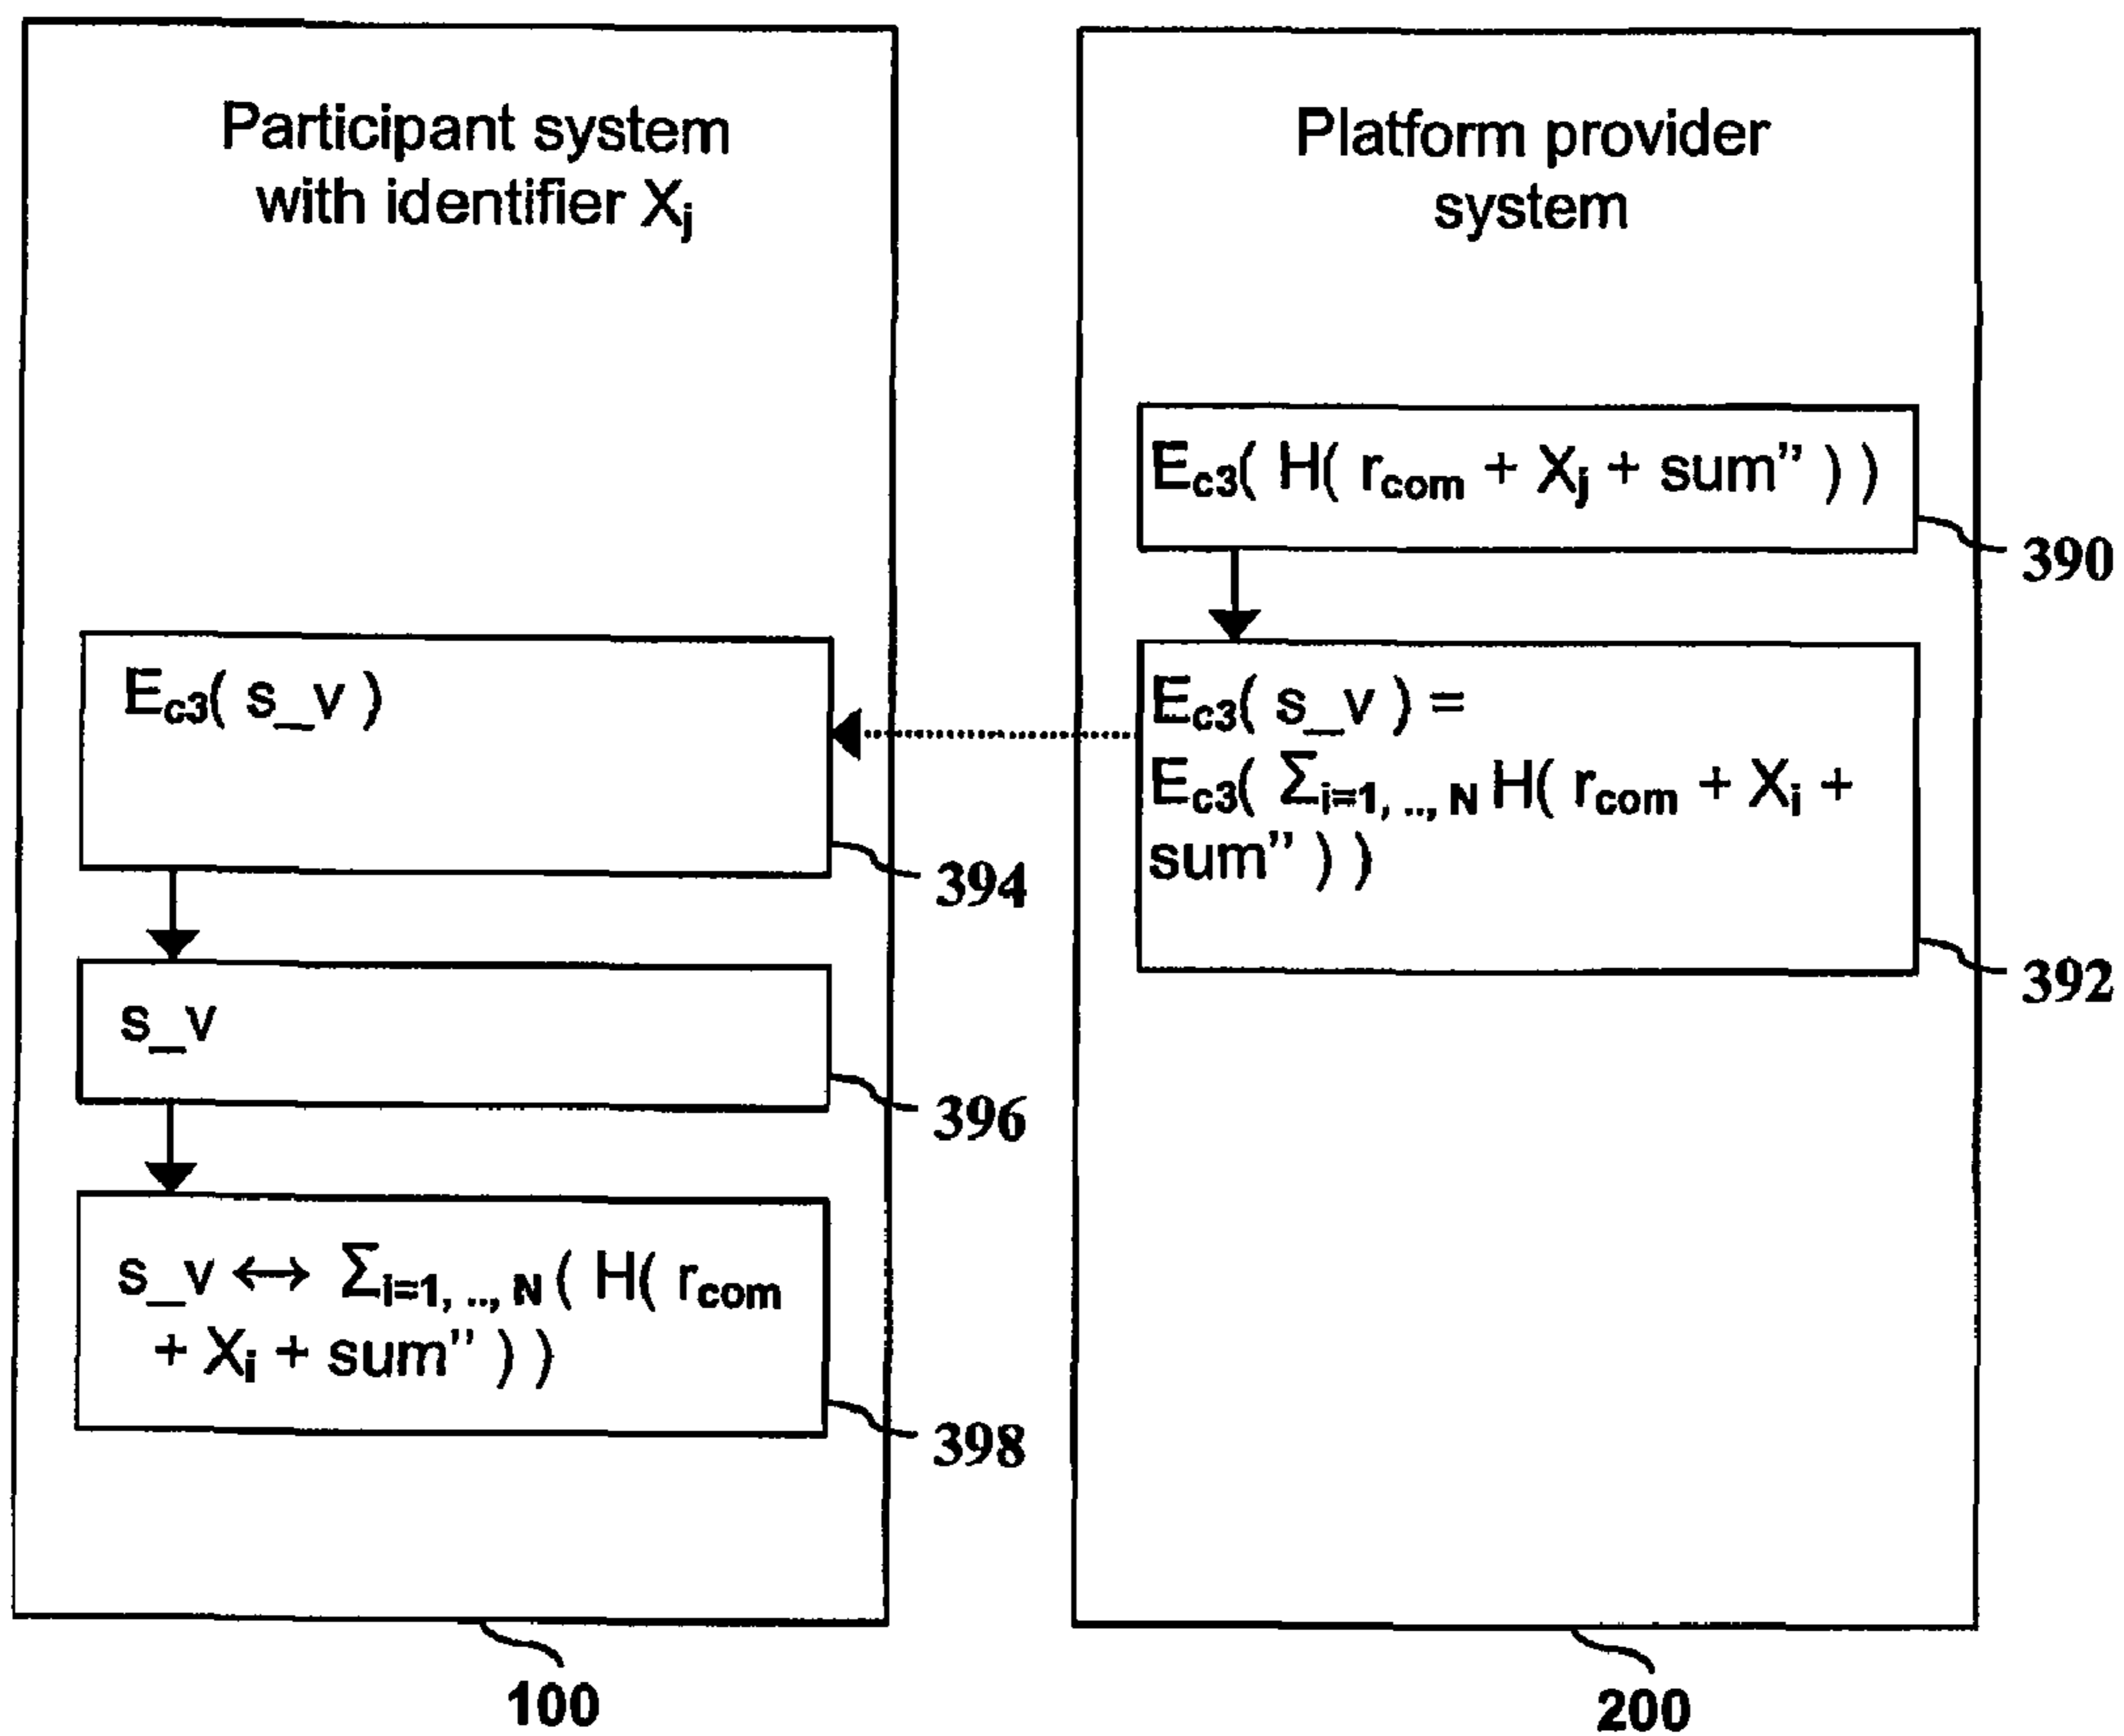 Participant system
with identifier Xj
100
Platform provider
system
200
Ec3( H( rcom + Xj + sum” ) )
390
Ec3( s_v ) =
Ec3( Σi=1, .., N H( rcom + Xi +
sum” ) )
392
Ec3( s_v )
394
s_v
396
s_v ↔ Σi=1, .., N ( H( rcom
+ Xi + sum” ) )
398